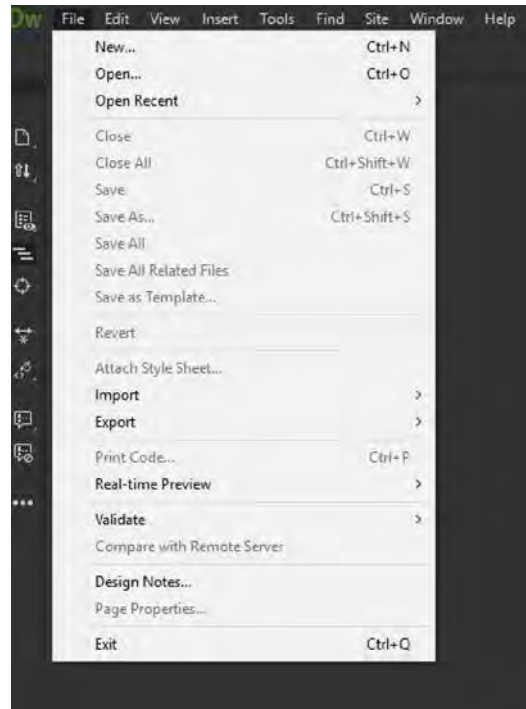 Dw File Edit View Insert Tools Find Site Window Help
New... Ctrl+N
Open... Ctrl+O
Open Recent >
Close Ctrl+W
Close All Ctrl+Shift+W
Save Ctrl+S
Save As... Ctrl+Shift+S
Save All
Save All Related Files
Save as Template...
Revert
Attach Style Sheet...
Import >
Export >
Print Code... Ctrl+P
Real-time Preview >
Validate >
Compare with Remote Server
Design Notes...
Page Properties...
Exit Ctrl+Q